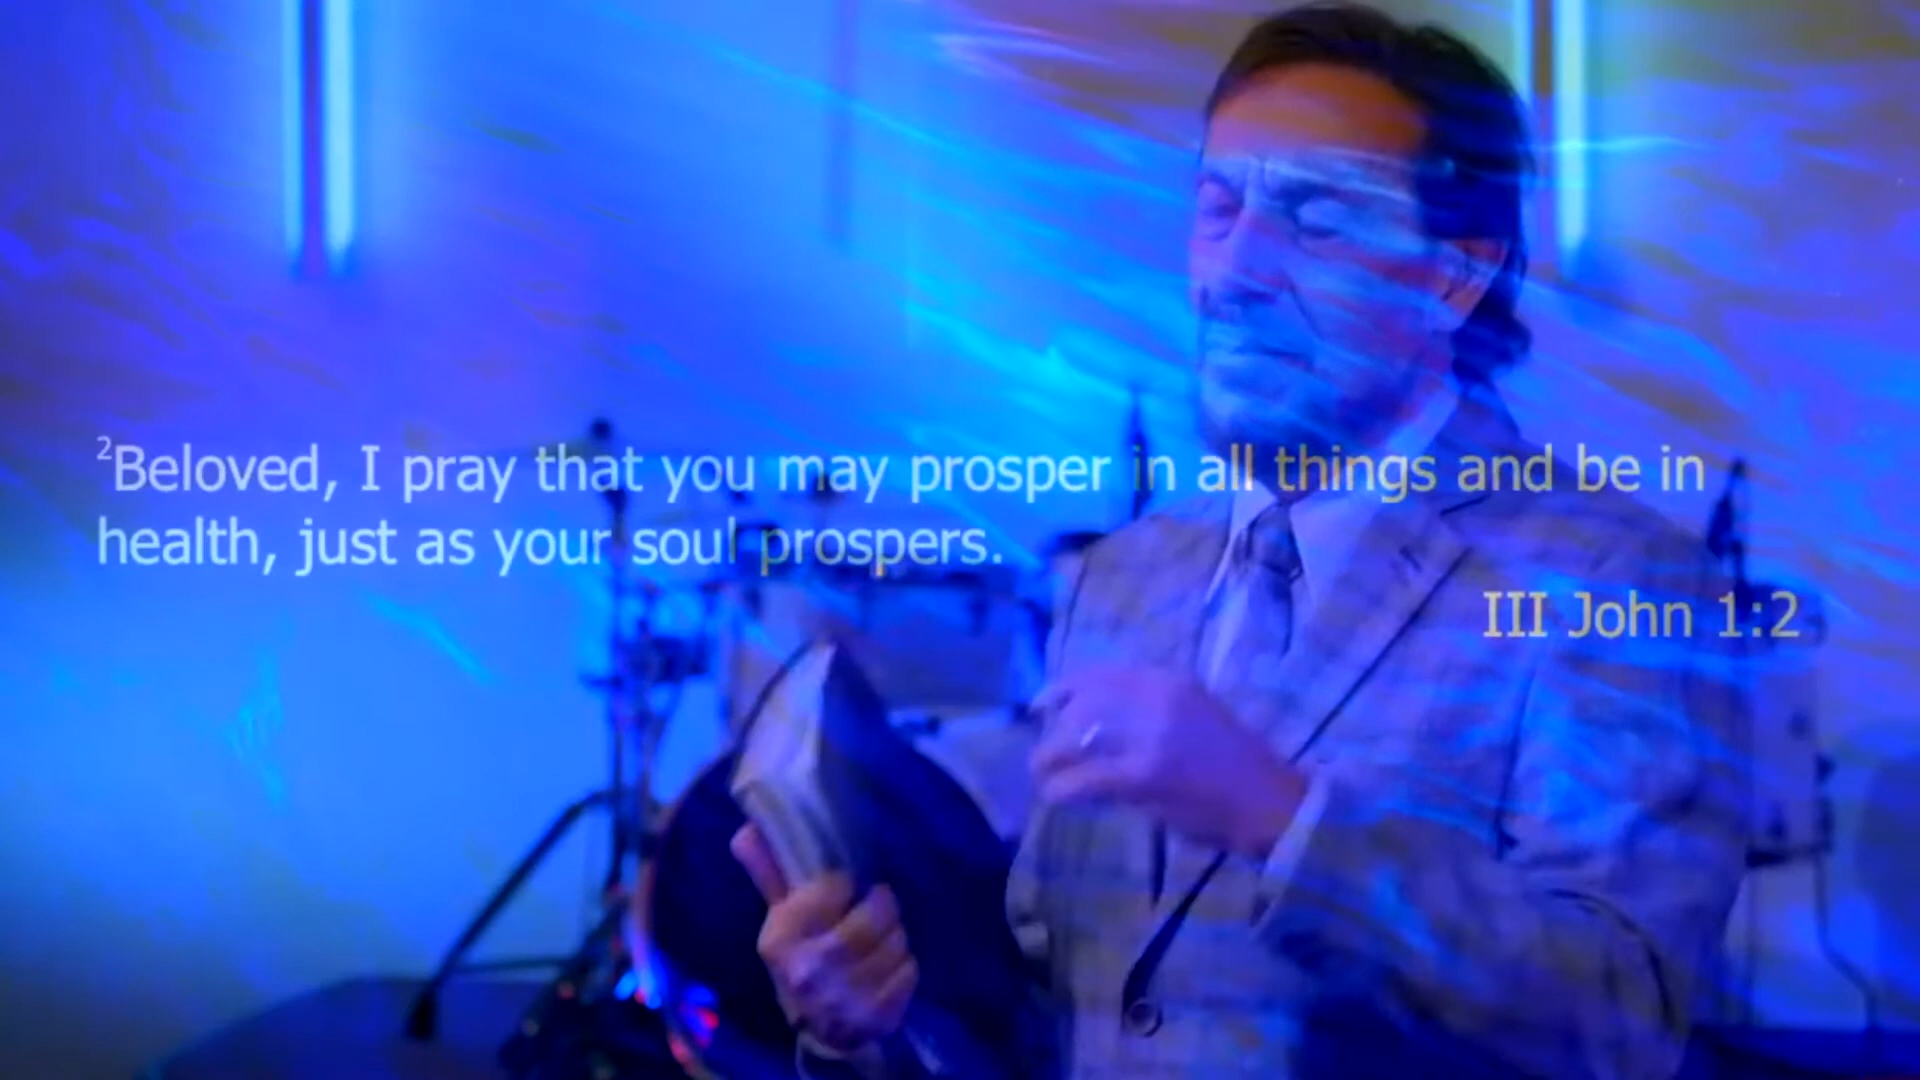 ²Beloved, I pray that you may prosper in all things and be in
health, just as your soul prospers.
III John 1:2